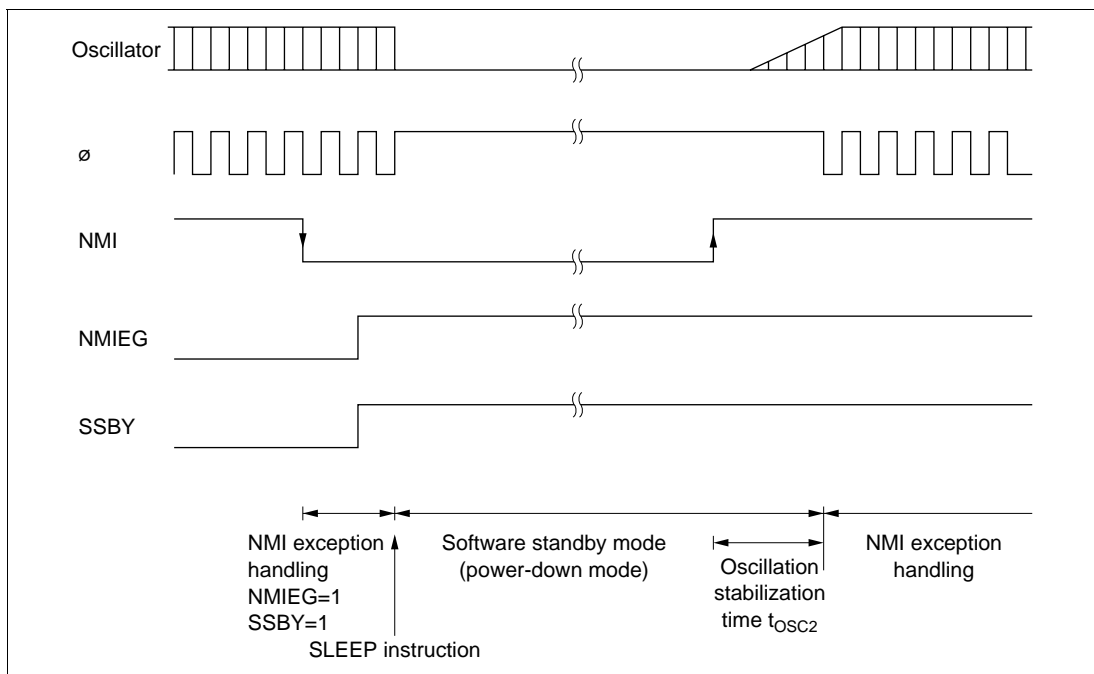 Oscillator
ø
NMI
NMIEG
SSBY
NMI exception
handling
NMIEG=1
SSBY=1
SLEEP instruction
Software standby mode
(power-down mode)
Oscillation
stabilization
time tOSC2
NMI exception
handling